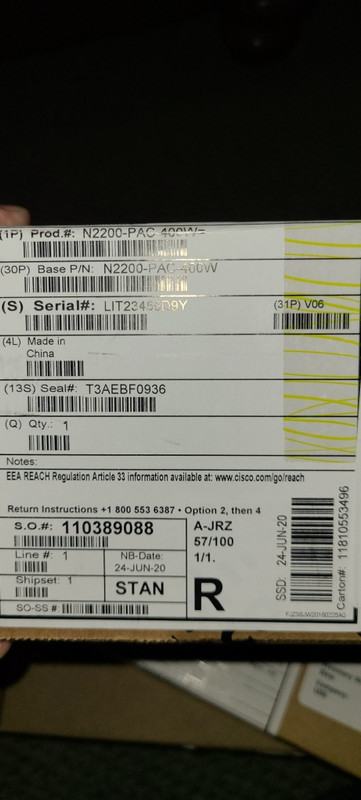 (1P) Prod.#: N2200-PAC-400W=
(30P) Base P/N: N2200-PAC-400W
(S) Serial#:
(31P) V06
(4L) Made in
China
(13S) Seal#: T3AEBF0936
(Q) Qty.: 1
Notes:
EEA REACH Regulation Article 33 information available at: www.cisco.com/go/reach
Return Instructions +1 800 553 6387 • Option 2, then 4
S.O.#: 110389088
A-JRZ
57/100
1/1.
Line #: 1
NB-Date:
24-JUN-20
Shipset: 1
STAN
R
SO-SS #
SSD: 24-JUN-20
Carton#: 11810553496